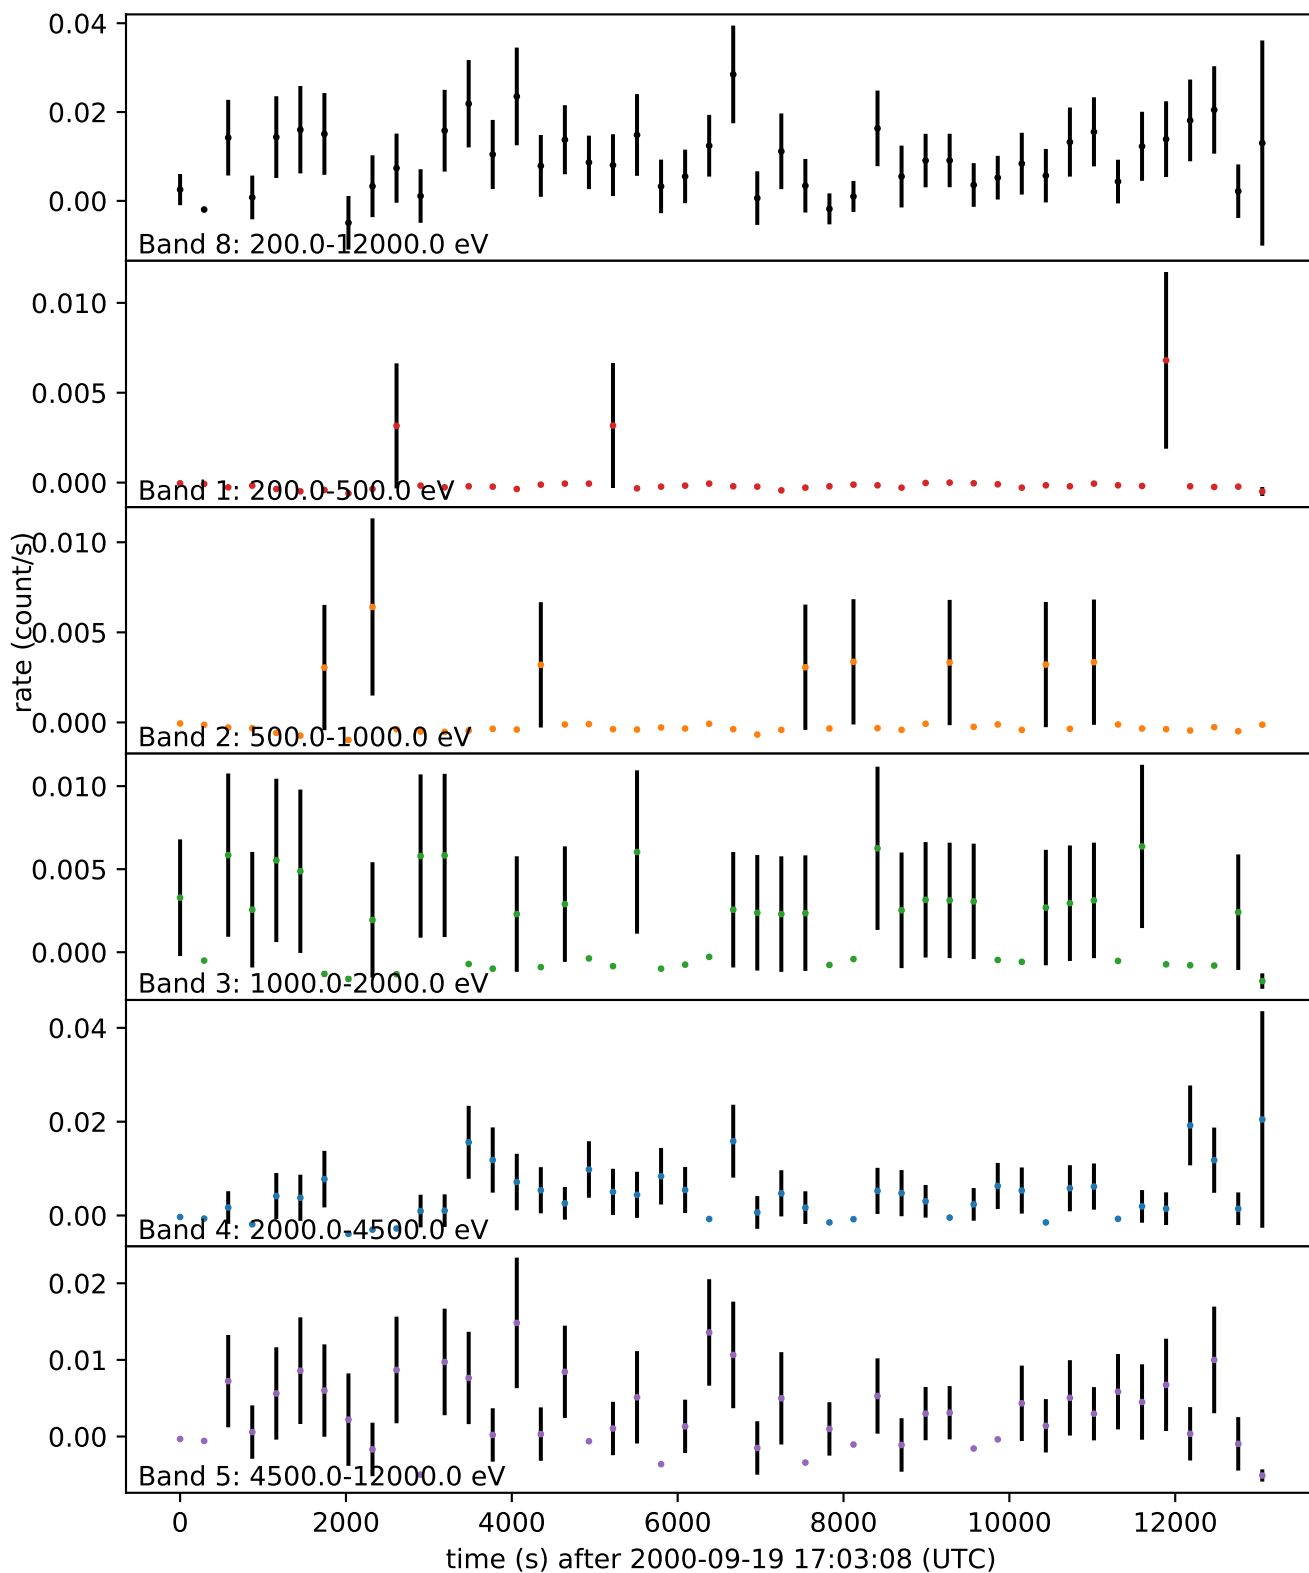 0.04
0.02
0.00
Band 8: 200.0-12000.0 eV
0.010
0.005
0.000
Band 1: 200.0-500.0 eV
rate (count/s)
0.010
0.005
0.000
Band 2: 500.0-1000.0 eV
0.010
0.005
0.000
Band 3: 1000.0-2000.0 eV
0.04
0.02
0.00
Band 4: 2000.0-4500.0 eV
0.02
0.01
0.00
Band 5: 4500.0-12000.0 eV
0 2000 4000 6000 8000 10000 12000
time (s) after 2000-09-19 17:03:08 (UTC)